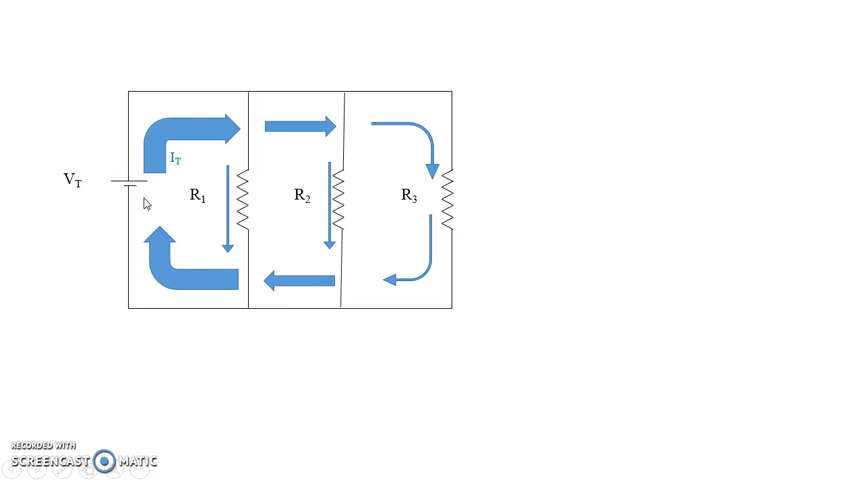 I_T
V_T
R_1
R_2
R_3
RECORDED WITH
SCREENCAST MATIC